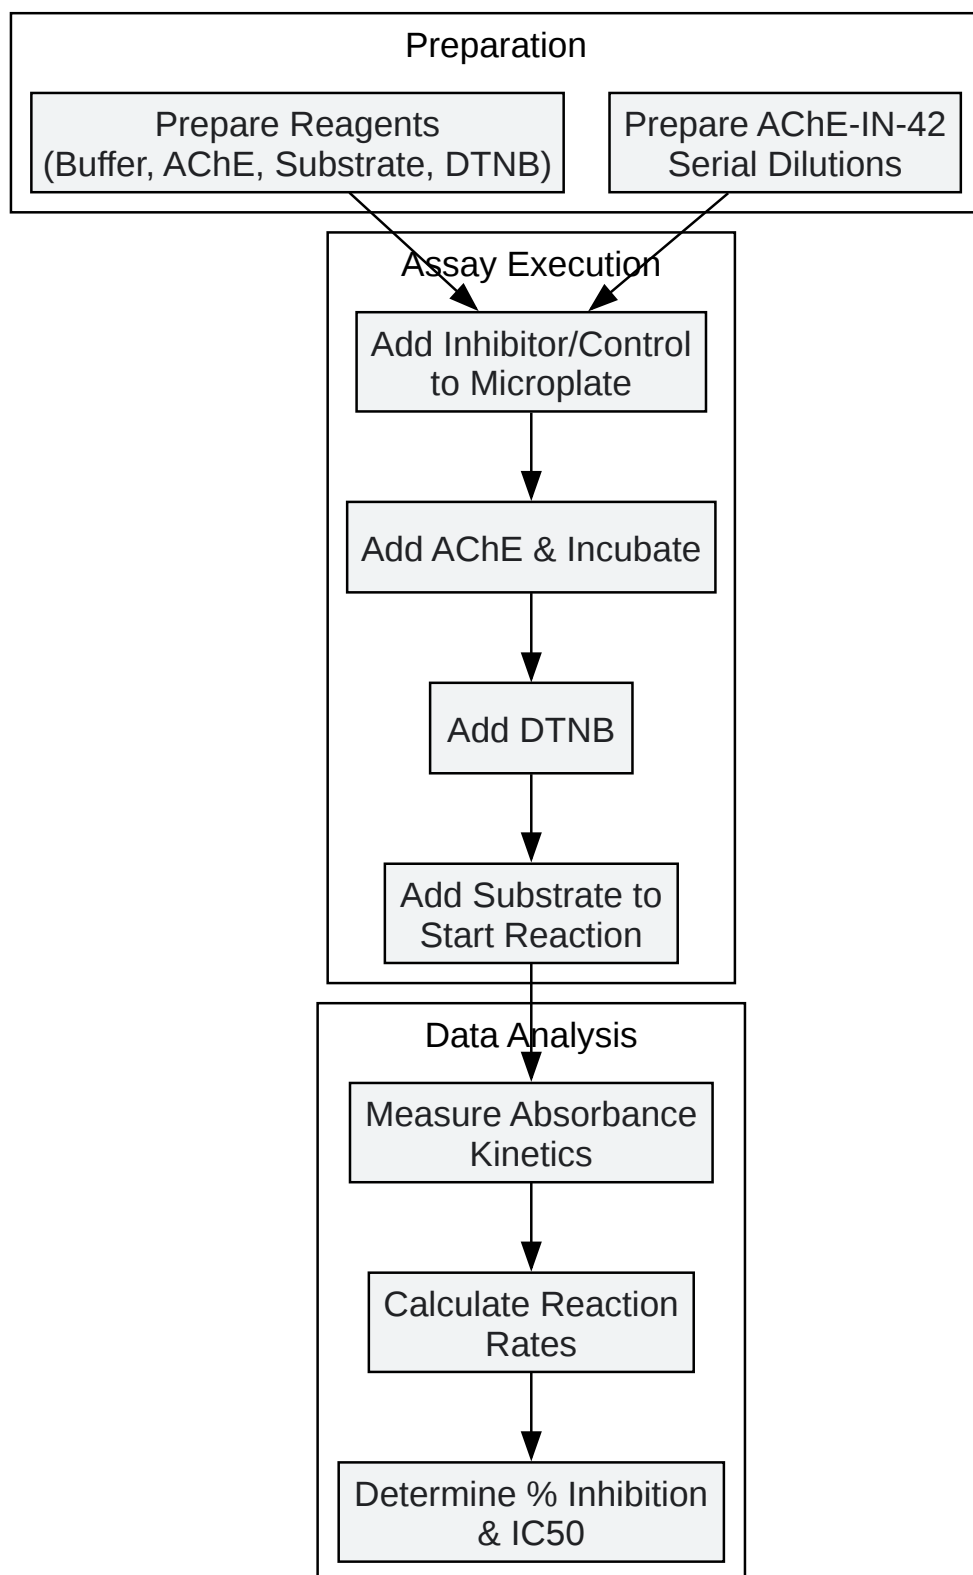 Preparation
Prepare Reagents
(Buffer, AChE, Substrate, DTNB)
Prepare AChE-IN-42
Serial Dilutions
Assay Execution
Add Inhibitor/Control
to Microplate
Add AChE & Incubate
Add DTNB
Add Substrate to
Start Reaction
Data Analysis
Measure Absorbance
Kinetics
Calculate Reaction
Rates
Determine % Inhibition
& IC50